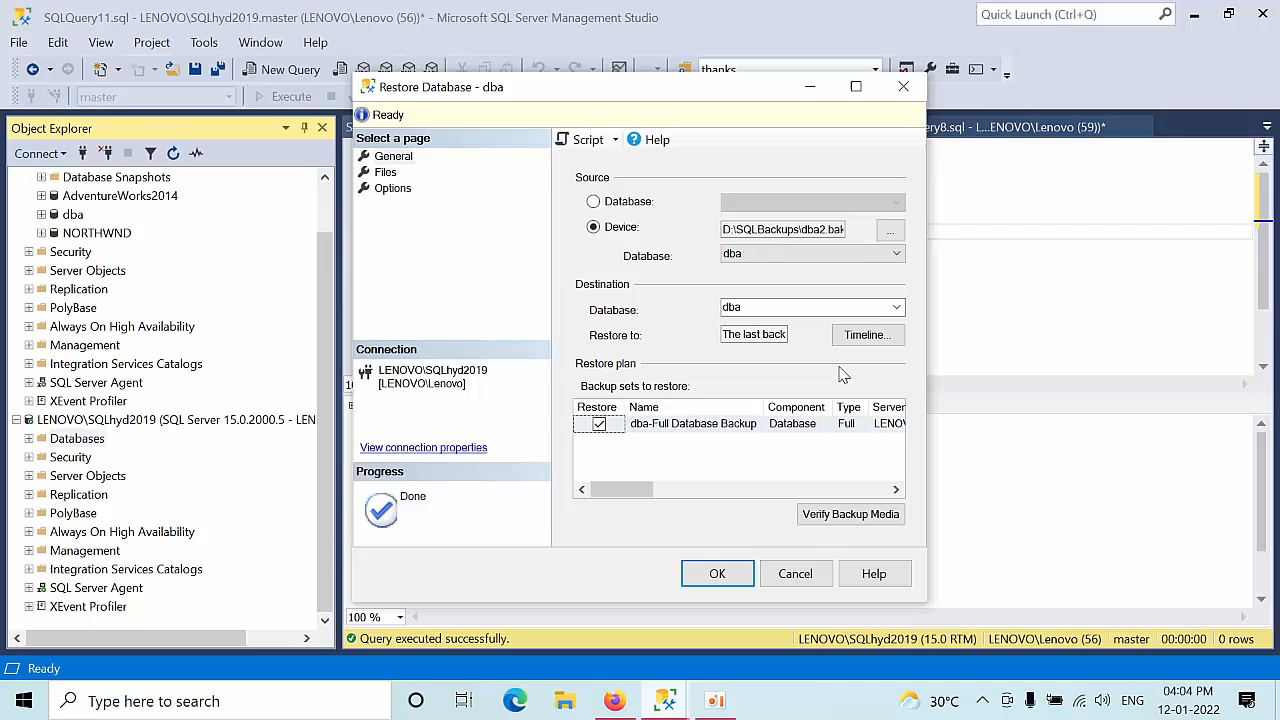 SQLQuery11.sql - LENOVO\SQLhyd2019.master (LENOVO\Lenovo (56))* - Microsoft SQL Server Management Studio
Quick Launch (Ctrl+Q)
File Edit View Project Tools Window Help
New Query
thanks
master
Execute
Object Explorer
Connect
Database Snapshots
AdventureWorks2014
dba
NORTHWND
Security
Server Objects
Replication
PolyBase
Always On High Availability
Management
Integration Services Catalogs
SQL Server Agent
XEvent Profiler
LENOVO\SQLhyd2019 (SQL Server 15.0.2000.5 - LEN
Databases
Security
Server Objects
Replication
PolyBase
Always On High Availability
Management
Integration Services Catalogs
SQL Server Agent
XEvent Profiler
Restore Database - dba
Ready
Select a page
General
Files
Options
Connection
LENOVO\SQLhyd2019
[LENOVO\Lenovo]
View connection properties
Progress
Done
Script Help
Source
Database:
Device: D:\SQLBackups\dba2.bak ...
Database: dba
Destination
Database: dba
Restore to: The last back Timeline...
Restore plan
Backup sets to restore:
Restore Name Component Type Server
dba-Full Database Backup Database Full LENO
Verify Backup Media
OK Cancel Help
ry8.sql - L...ENOVO\Lenovo (59))*
100 %
Query executed successfully.
LENOVO\SQLhyd2019 (15.0 RTM) LENOVO\Lenovo (56) master 00:00:00 0 rows
Ready
Type here to search
30°C
ENG
04:04 PM
12-01-2022